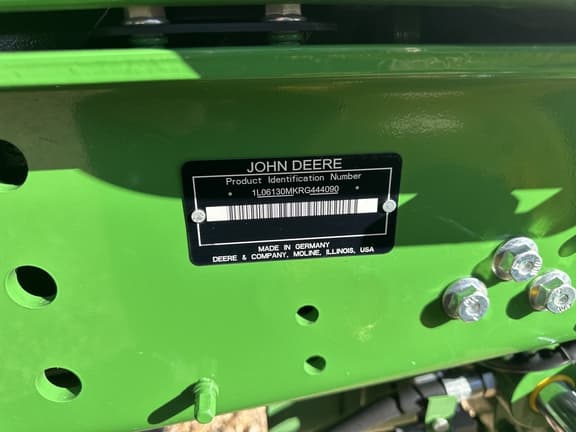 JOHN DEERE
Product Identification Number
* 1L06130MKRG444090 *
MADE IN GERMANY
DEERE & COMPANY, MOLINE, ILLINOIS, USA